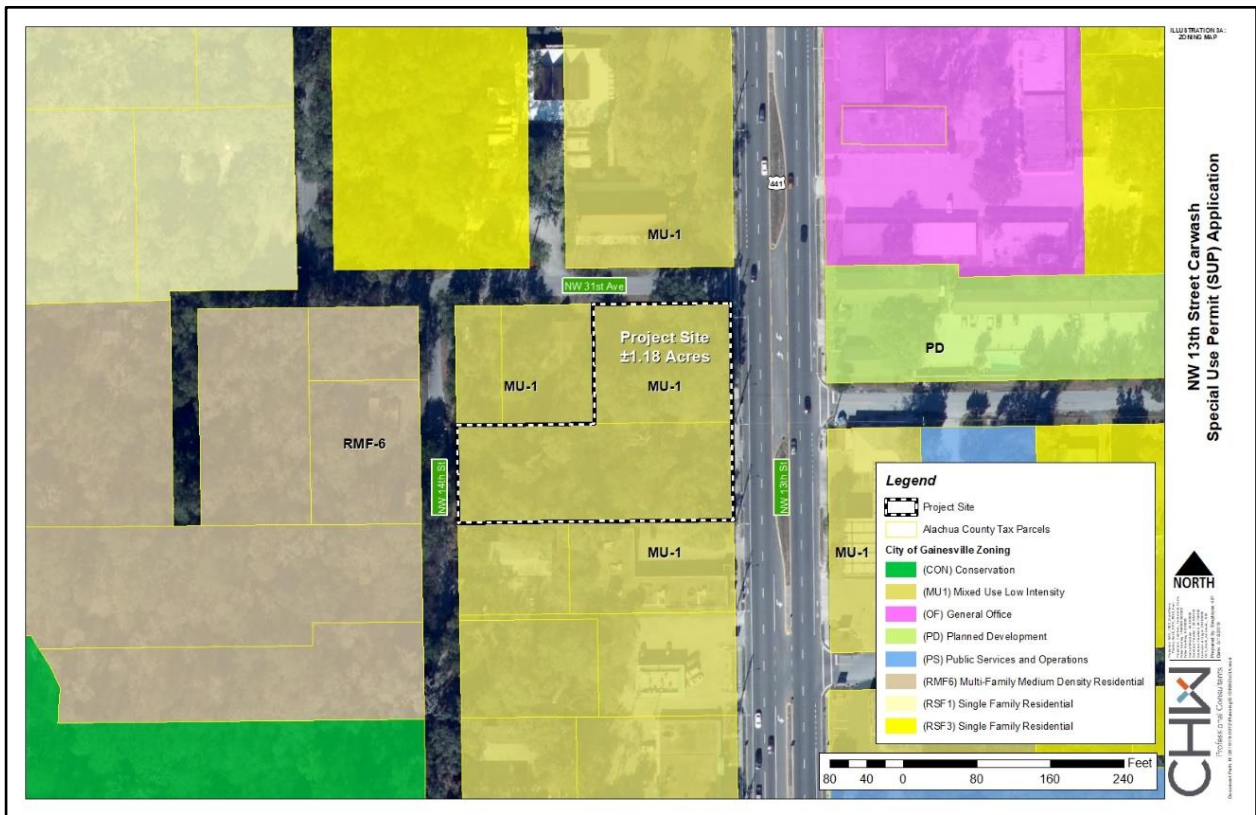 ILLUSTRATION 3A:
ZONING MAP
NW 13th Street Carwash
Special Use Permit (SUP) Application
441
MU-1
NW 31st Ave
Project Site
±1.18 Acres
MU-1
MU-1
PD
RMF-6
NW 14th St
NW 13th St
MU-1
MU-1
Legend
Project Site
Alachua County Tax Parcels
City of Gainesville Zoning
(CON) Conservation
(MU1) Mixed Use Low Intensity
(OF) General Office
(PD) Planned Development
(PS) Public Services and Operations
(RMF6) Multi-Family Medium Density Residential
(RSF1) Single Family Residential
(RSF3) Single Family Residential
Feet
80 40 0 80 160 240
NORTH
CHW
Professional Consultants